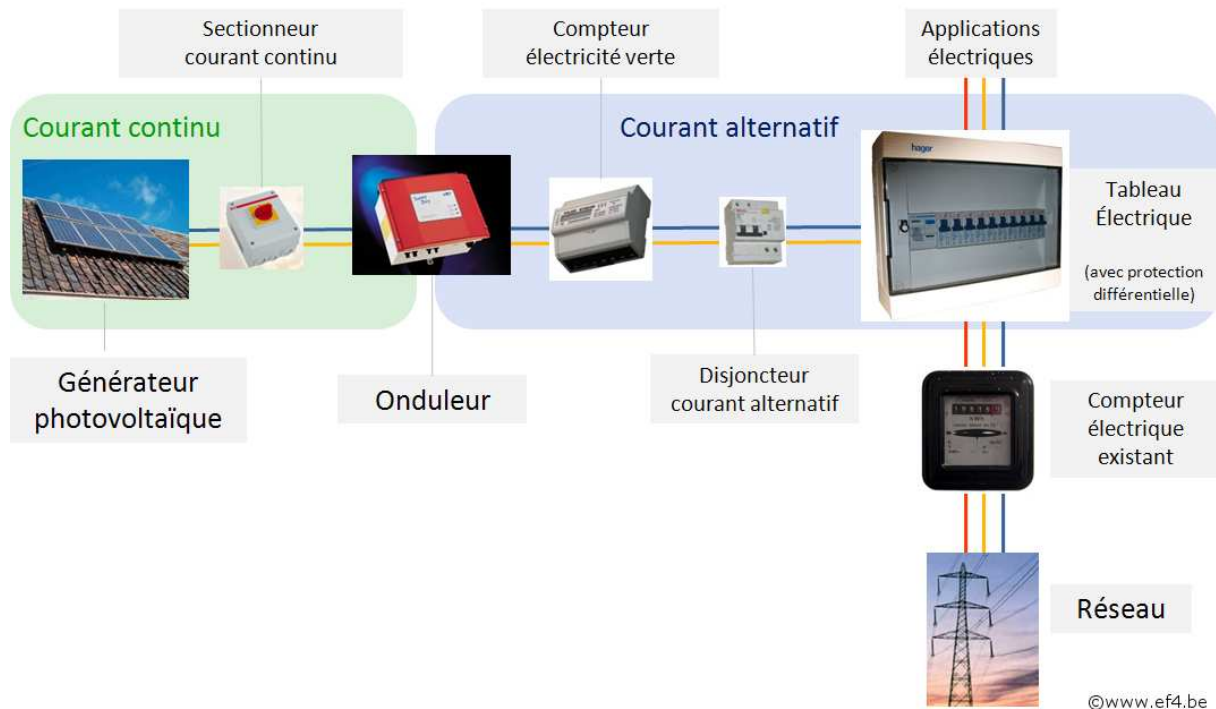 Sectionneur
courant continu
Compteur
électricité verte
Applications
électriques
Courant continu
Courant alternatif
hager
Tableau
Électrique
(avec protection
différentielle)
Générateur
photovoltaïque
Onduleur
Disjoncteur
courant alternatif
Compteur
électrique
existant
Réseau
©www.ef4.be